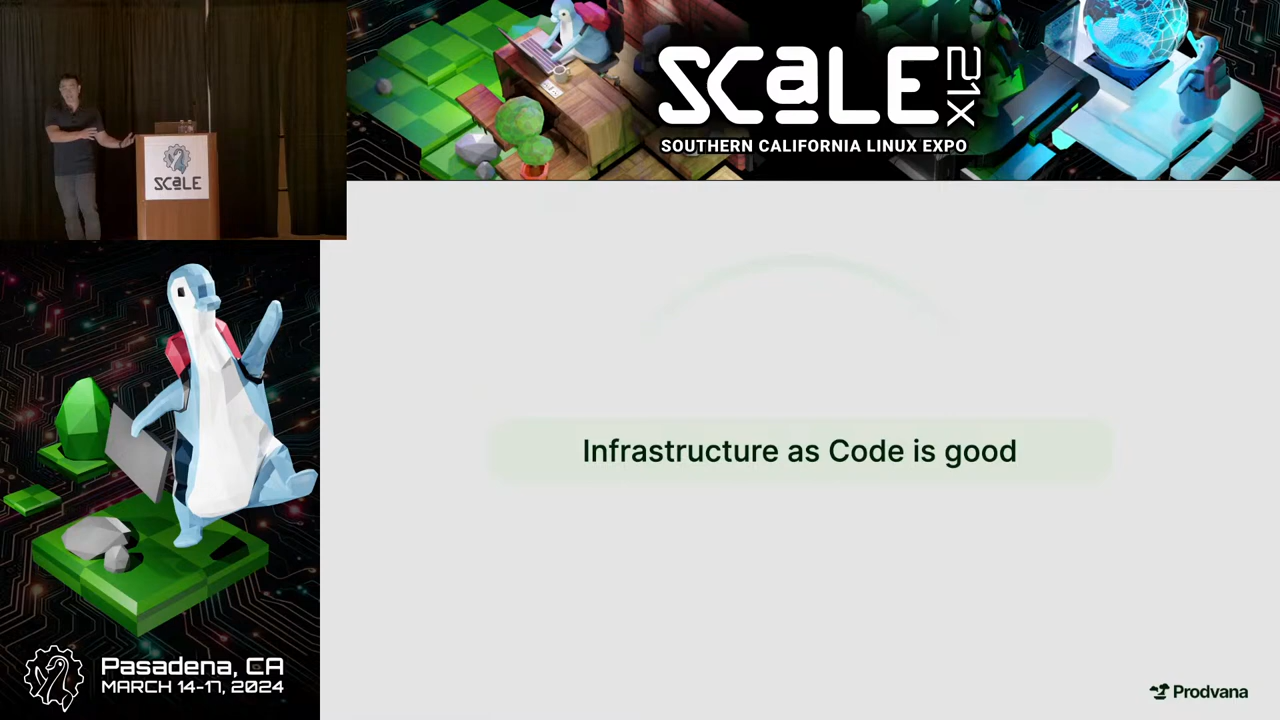 SCaLE
21X
SOUTHERN CALIFORNIA LINUX EXPO
SCaLE
Infrastructure as Code is good
Pasadena, CA
MARCH 14-17, 2024
Prodvana